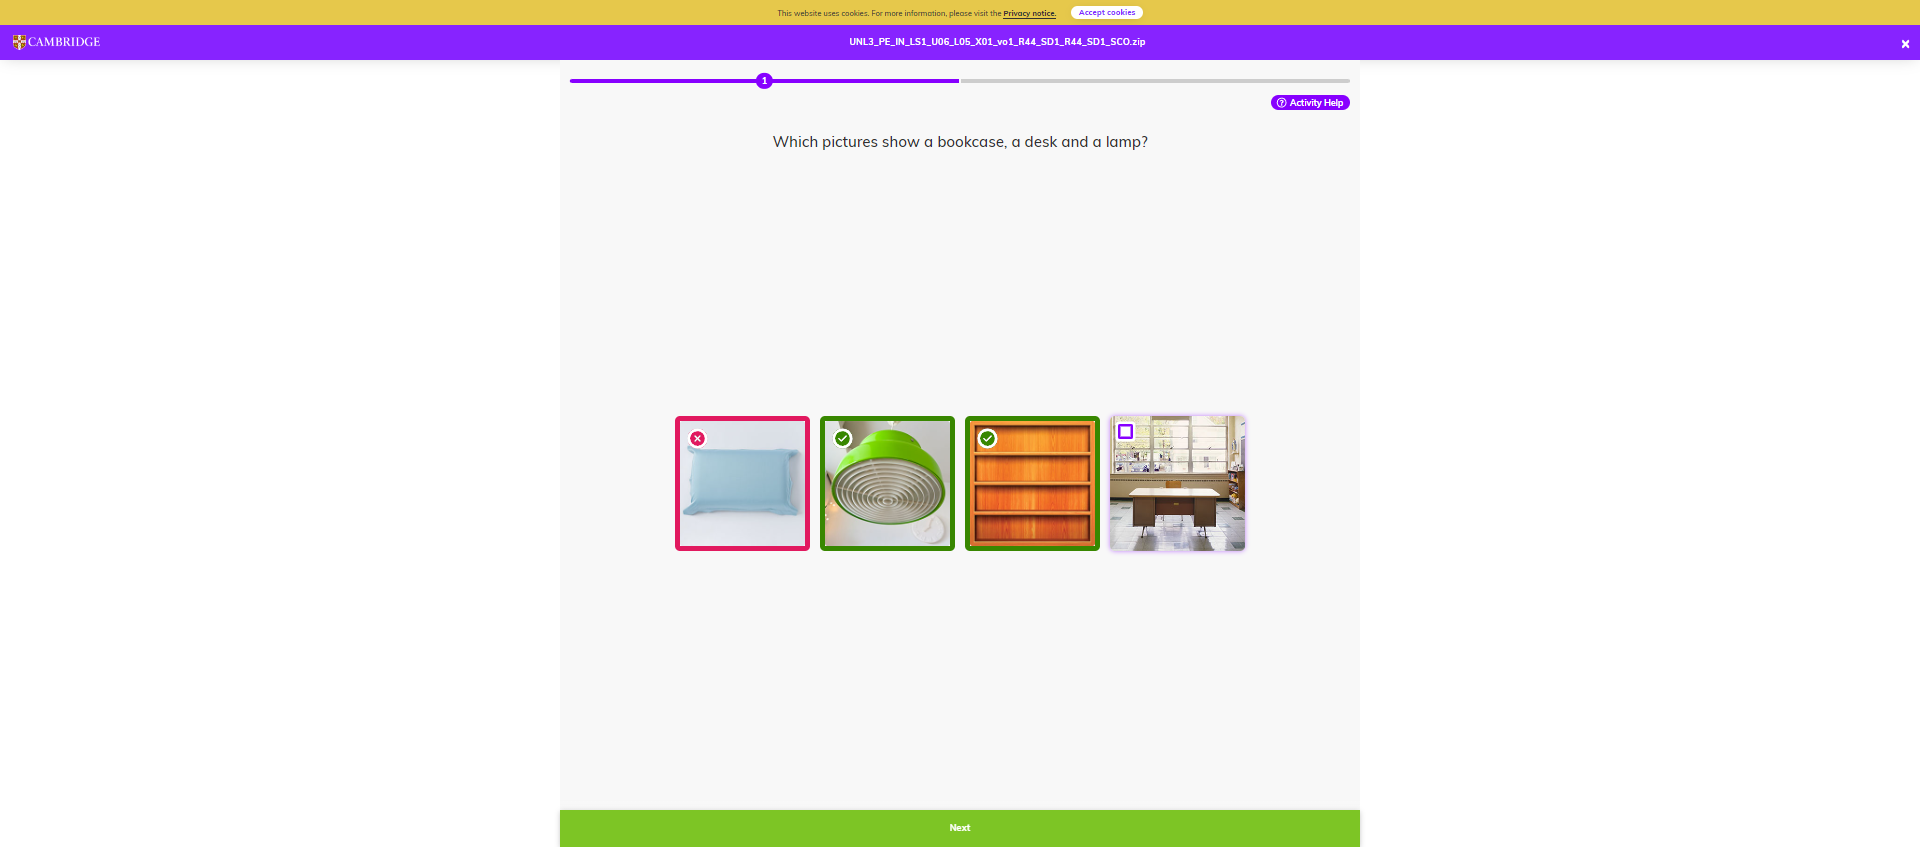 This website uses cookies. For more information, please visit the Privacy notice. Accept cookies
CAMBRIDGE UNL3_PE_IN_LS1_U06_L05_X01_vo1_R44_SD1_R44_SD1_SCO.zip
1
Activity Help
Which pictures show a bookcase, a desk and a lamp?
Next